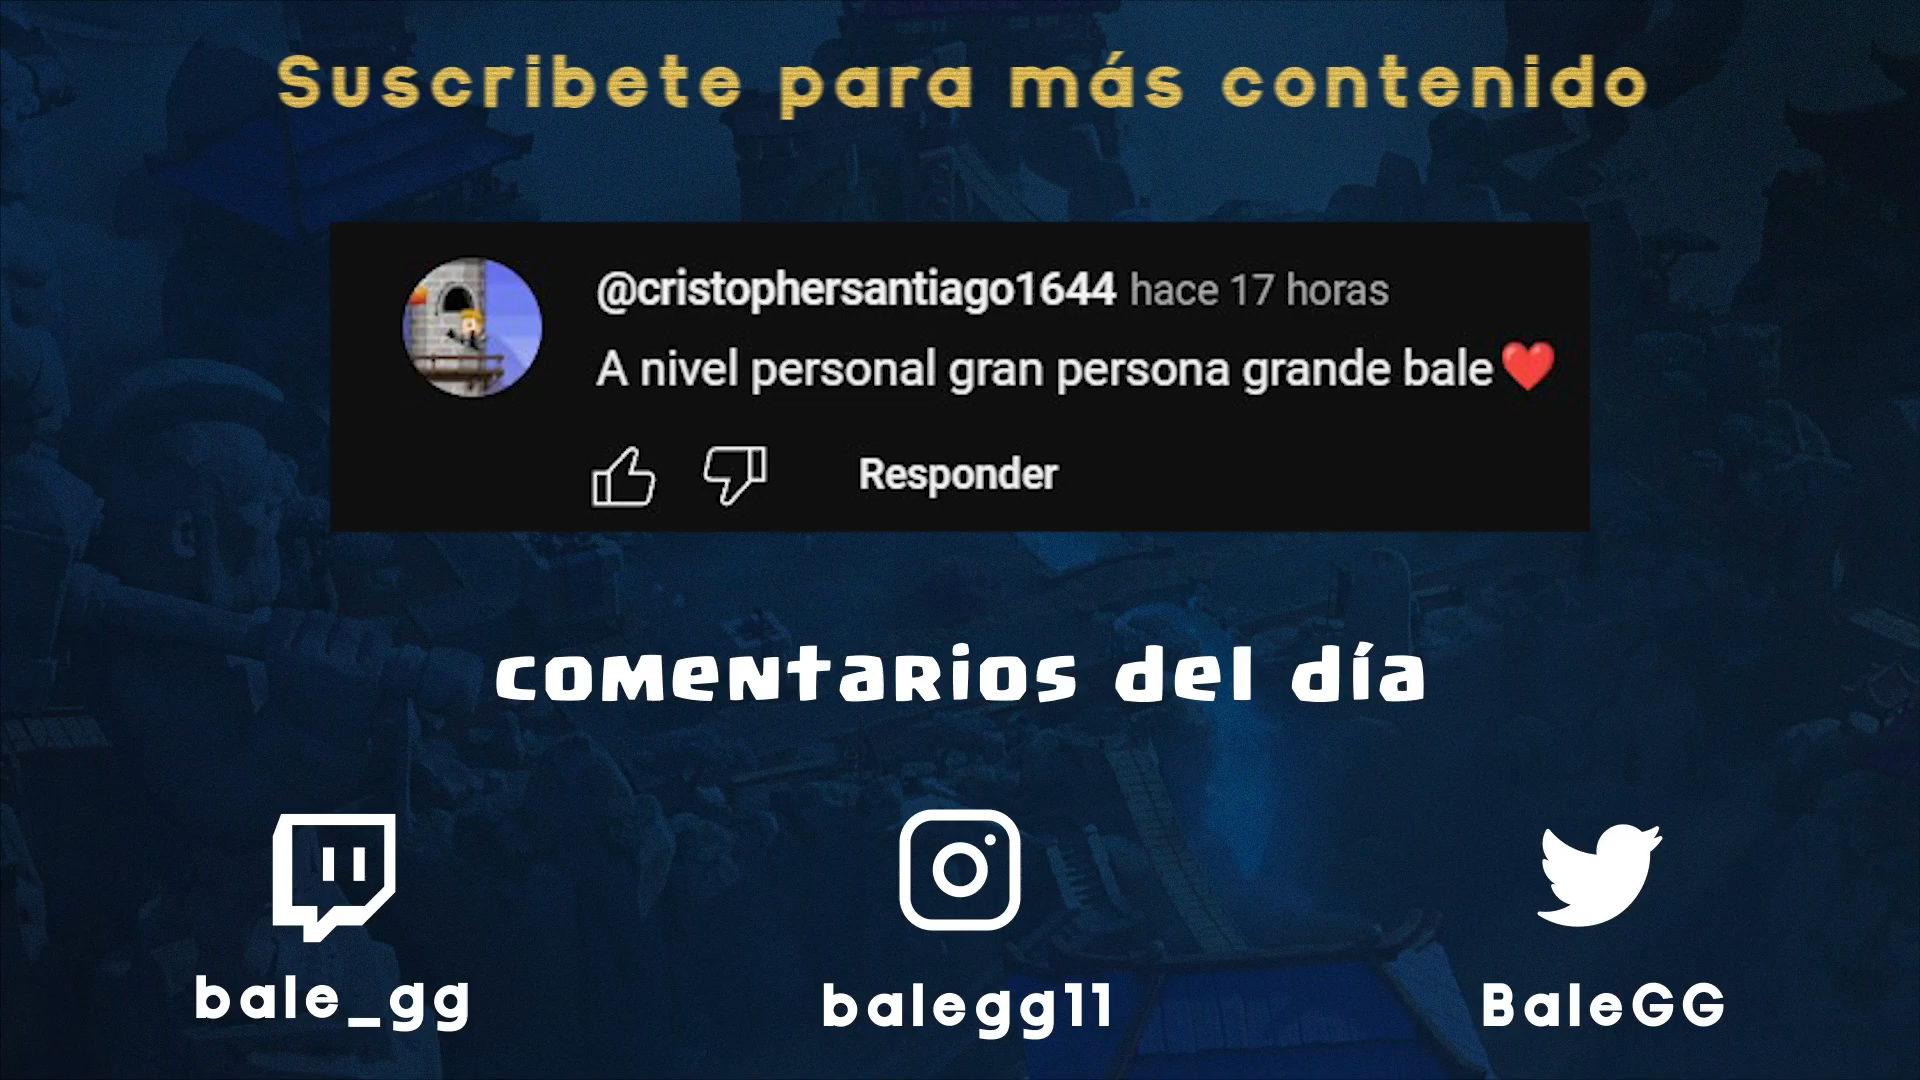 Suscribete para más contenido
@cristophersantiago1644 hace 17 horas
A nivel personal gran persona grande bale❤️
Responder
comentarios del día
bale_gg
balegg11
BaleGG